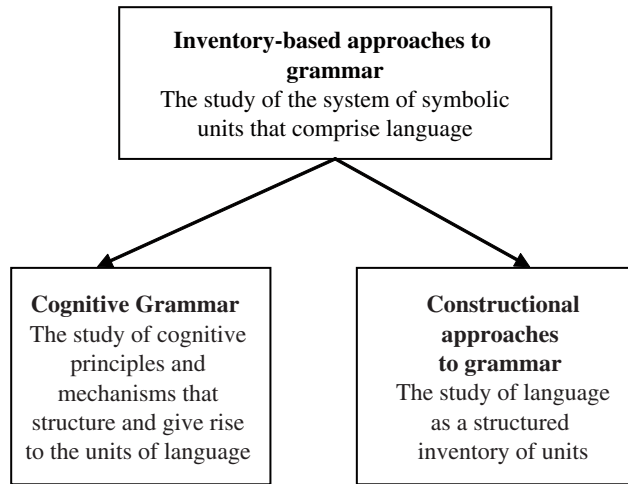 Inventory-based approaches to
grammar
The study of the system of symbolic
units that comprise language
Cognitive Grammar
The study of cognitive
principles and
mechanisms that
structure and give rise
to the units of language
Constructional
approaches
to grammar
The study of language
as a structured
inventory of units